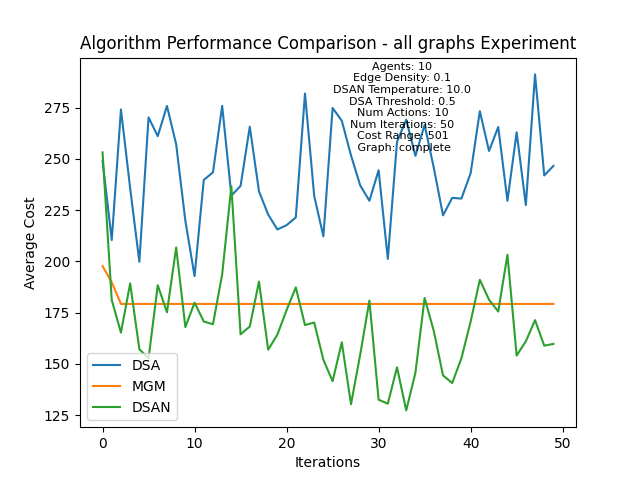 Algorithm Performance Comparison - all graphs Experiment
Agents: 10
Edge Density: 0.1
DSAN Temperature: 10.0
DSA Threshold: 0.5
Num Actions: 10
Num Iterations: 50
Cost Range: 501
Graph: complete
Average Cost
275
250
225
200
175
150
125
DSA
MGM
DSAN
0
10
20
30
40
50
Iterations